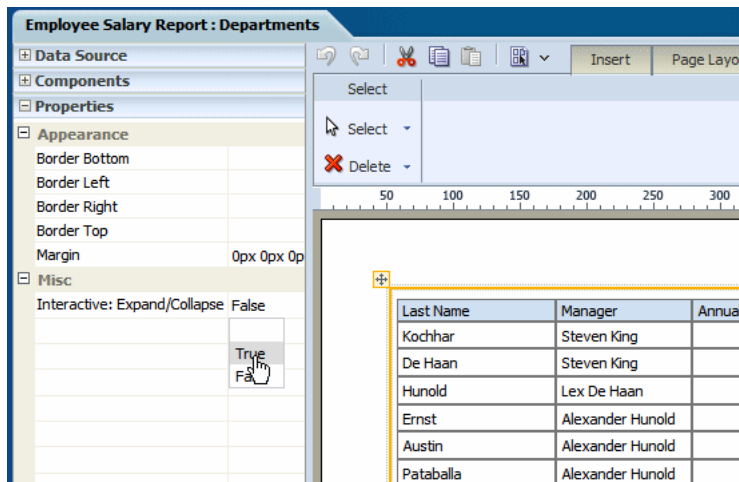 Employee Salary Report : Departments
Data Source
Components
Properties
Appearance
Border Bottom
Border Left
Border Right
Border Top
Margin 0px 0px 0p
Misc
Interactive: Expand/Collapse False
True
Insert Page Layo
Select
Select
Delete
50 100 150 200 250 300
Last Name Manager Annua
Kochhar Steven King
De Haan Steven King
Hunold Lex De Haan
Ernst Alexander Hunold
Austin Alexander Hunold
Pataballa Alexander Hunold